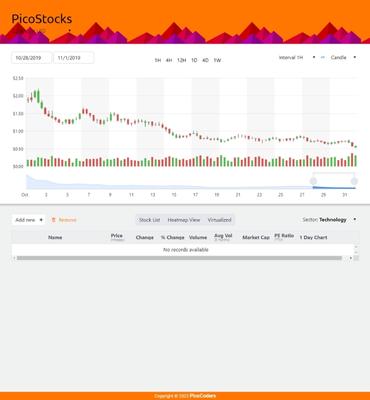 PicoStocks
10/28/2019 11/1/2019 1H 4H 12H 1D 4D 1W Interval 1H Candle
$2.50
$2.00
$1.50
$1.00
$0.50
$0.00
Oct 3 5 7 9 11 13 15 17 19 21 23 25 27 29 31
Add new + Remove Stock List Heatmap View Virtualized Sector: Technology
Name Price Change % Change Volume Avg Vol Market Cap PE Ratio 1 Day Chart
No records available
Copyright © 2022 PicoCoders